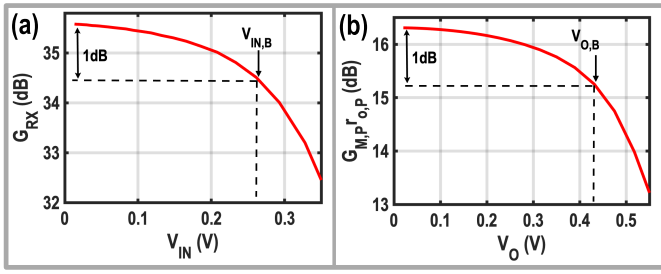 (a)
V_IN,B
1dB
35
34
33
32
G_RX (dB)
0
0.1
0.2
0.3
V_IN (V)
(b)
V_O,B
1dB
16
15
14
13
G_M,P r_o,P (dB)
0
0.1
0.2
0.3
0.4
0.5
V_O (V)